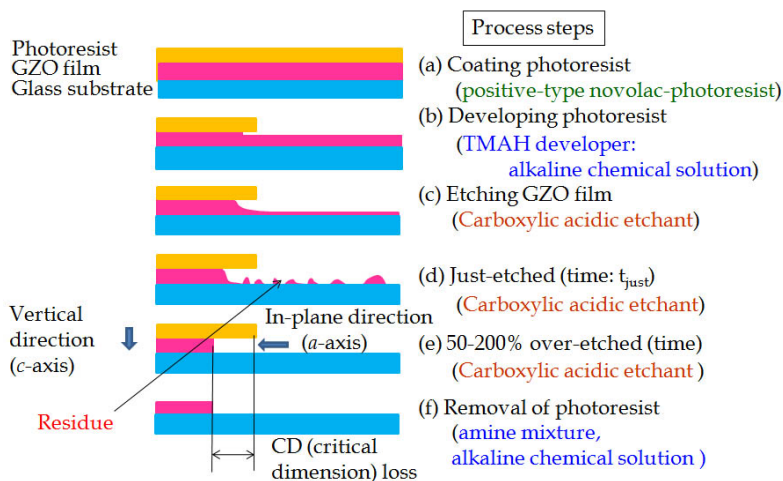 Process steps
Photoresist
GZO film
Glass substrate
(a) Coating photoresist
(positive-type novolac-photoresist)
(b) Developing photoresist
(TMAH developer:
alkaline chemical solution)
(c) Etching GZO film
(Carboxylic acidic etchant)
(d) Just-etched (time: tjust)
(Carboxylic acidic etchant)
Vertical
direction
(c-axis)
In-plane direction
(a-axis)
(e) 50-200% over-etched (time)
(Carboxylic acidic etchant )
Residue
(f) Removal of photoresist
(amine mixture,
alkaline chemical solution )
CD (critical
dimension) loss